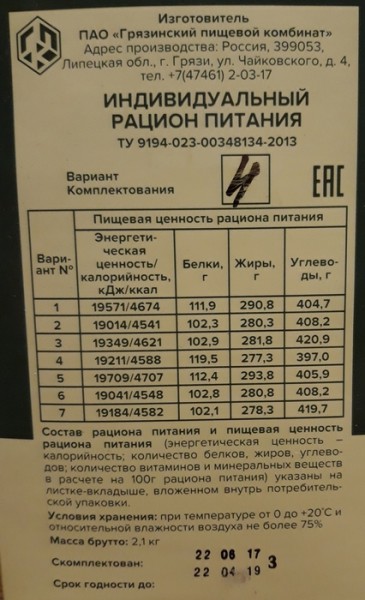 Изготовитель
ПАО «Грязинский пищевой комбинат»
Адрес производства: Россия, 399053,
Липецкая обл., г. Грязи, ул. Чайковского, д. 4,
тел. +7(47461) 2-03-17
ИНДИВИДУАЛЬНЫЙ
РАЦИОН ПИТАНИЯ
ТУ 9194-023-00348134-2013
Вариант
Комплектования
4
ЕАС
Пищевая ценность рациона питания
Вари-
ант №
Энергети-
ческая
ценность/
калорийность,
кДж/ккал
Белки,
г
Жиры,
г
Углево-
ды, г
1 19571/4674 111,9 290,8 404,7
2 19014/4541 102,3 280,3 408,2
3 19349/4621 102,9 281,8 420,9
4 19211/4588 119,5 277,3 397,0
5 19709/4707 112,4 293,8 405,9
6 19041/4548 102,8 280,8 408,2
7 19184/4582 102,1 278,3 419,7
Состав рациона питания и пищевая ценность
рациона питания (энергетическая ценность –
калорийность; количество белков, жиров, углево-
дов; количество витаминов и минеральных веществ
в расчете на 100г рациона питания) указаны на
листке-вкладыше, вложенном внутрь потребитель-
ской упаковки.
Условия хранения: при температуре от 0 до +20°С и
относительной влажности воздуха не более 75%
Масса брутто: 2,1 кг
Скомплектован: 22 06 17 3
Срок годности до: 22 04 19